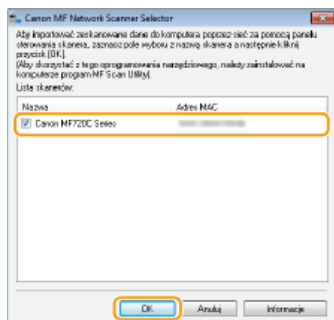 Canon MF Network Scanner Selector
Aby importować zeskanowane dane do komputera poprzez sieć za pomocą panelu
sterowania skanera, zaznacz pole wyboru z nazwą skanera a następnie kliknij
przycisk [OK].
(Aby skorzystać z tego oprogramowania narzędziowego, należy zainstalować na
komputerze program MF Scan Utility).
Lista skanerów:
Nazwa Adres MAC
Canon MF720C Series
OK Anuluj Informacje